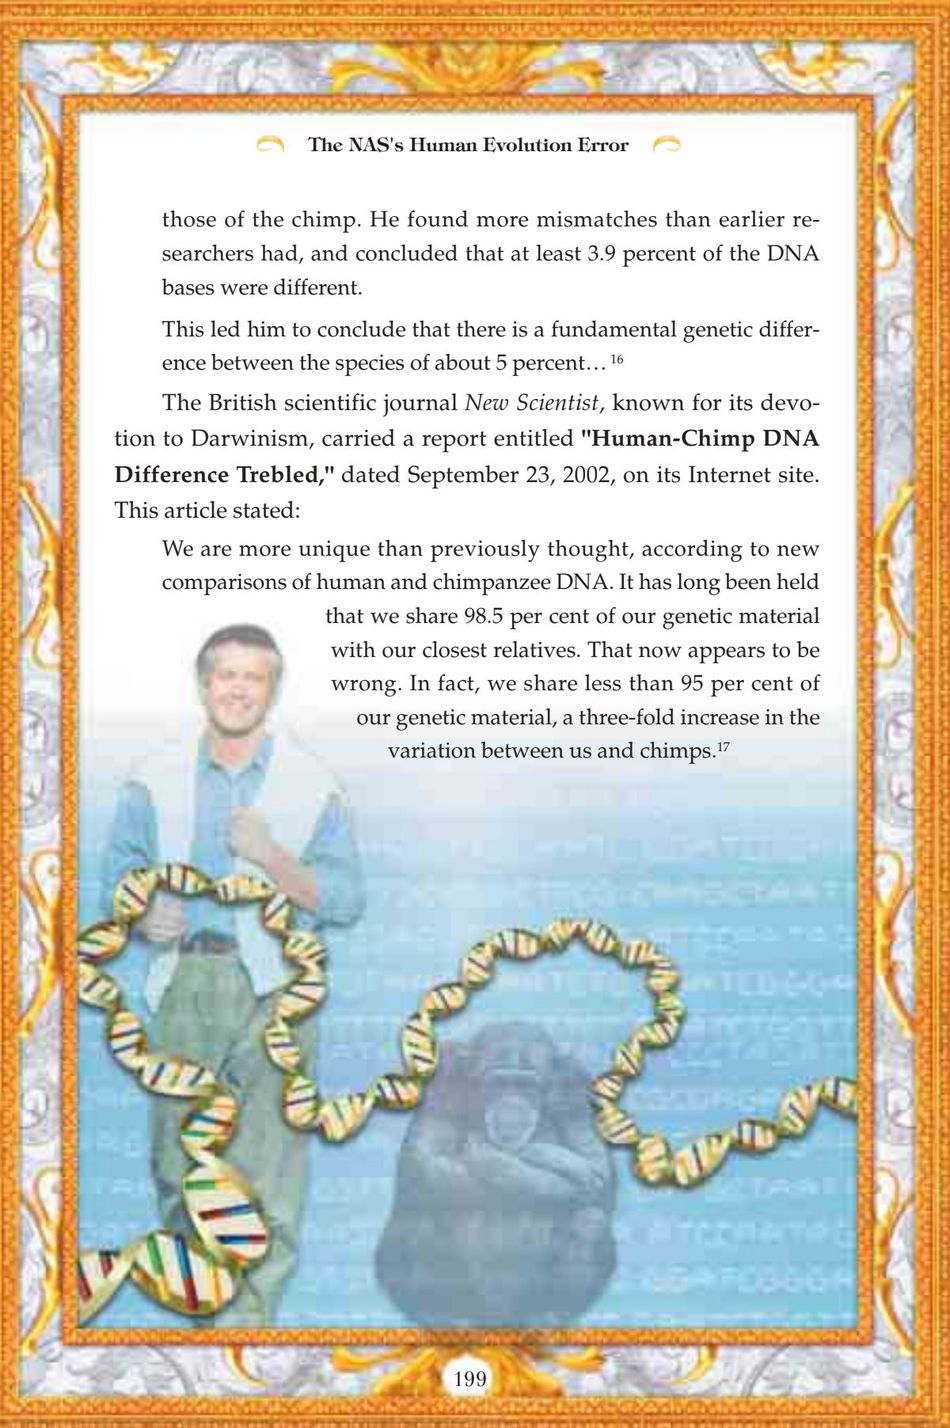 The NAS's Human Evolution Error
those of the chimp. He found more mismatches than earlier re-
searchers had, and concluded that at least 3.9 percent of the DNA
bases were different.
This led him to conclude that there is a fundamental genetic differ-
ence between the species of about 5 percent… 16
The British scientific journal New Scientist, known for its devo-
tion to Darwinism, carried a report entitled "Human-Chimp DNA
Difference Trebled," dated September 23, 2002, on its Internet site.
This article stated:
We are more unique than previously thought, according to new
comparisons of human and chimpanzee DNA. It has long been held
that we share 98.5 per cent of our genetic material
with our closest relatives. That now appears to be
wrong. In fact, we share less than 95 per cent of
our genetic material, a three-fold increase in the
variation between us and chimps.17
199